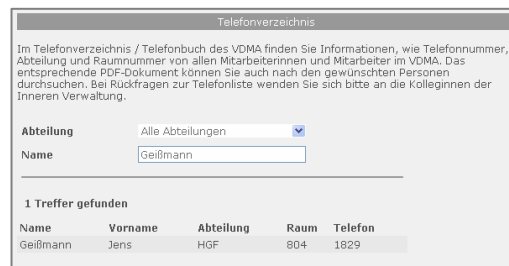 Telefonverzeichnis
Im Telefonverzeichnis / Telefonbuch des VDMA finden Sie Informationen, wie Telefonnummer,
Abteilung und Raumnummer von allen Mitarbeiterinnen und Mitarbeiter im VDMA. Das
entsprechende PDF-Dokument können Sie auch nach den gewünschten Personen
durchsuchen. Bei Rückfragen zur Telefonliste wenden Sie sich bitte an die Kolleginnen der
Inneren Verwaltung.
Abteilung Alle Abteilungen
Name Geißmann
1 Treffer gefunden
Name Vorname Abteilung Raum Telefon
Geißmann Jens HGF 804 1829